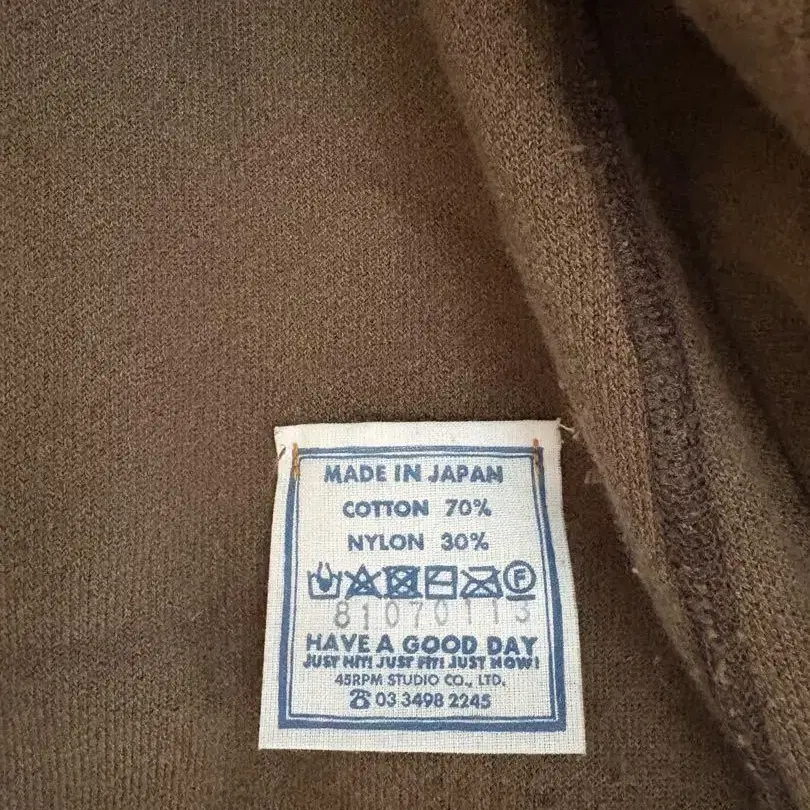 MADE IN JAPAN
COTTON 70%
NYLON 30%
F
81070113
HAVE A GOOD DAY
JUST HIT! JUST FIT! JUST NOW!
45RPM STUDIO CO., LTD.
☎ 03 3498 2245